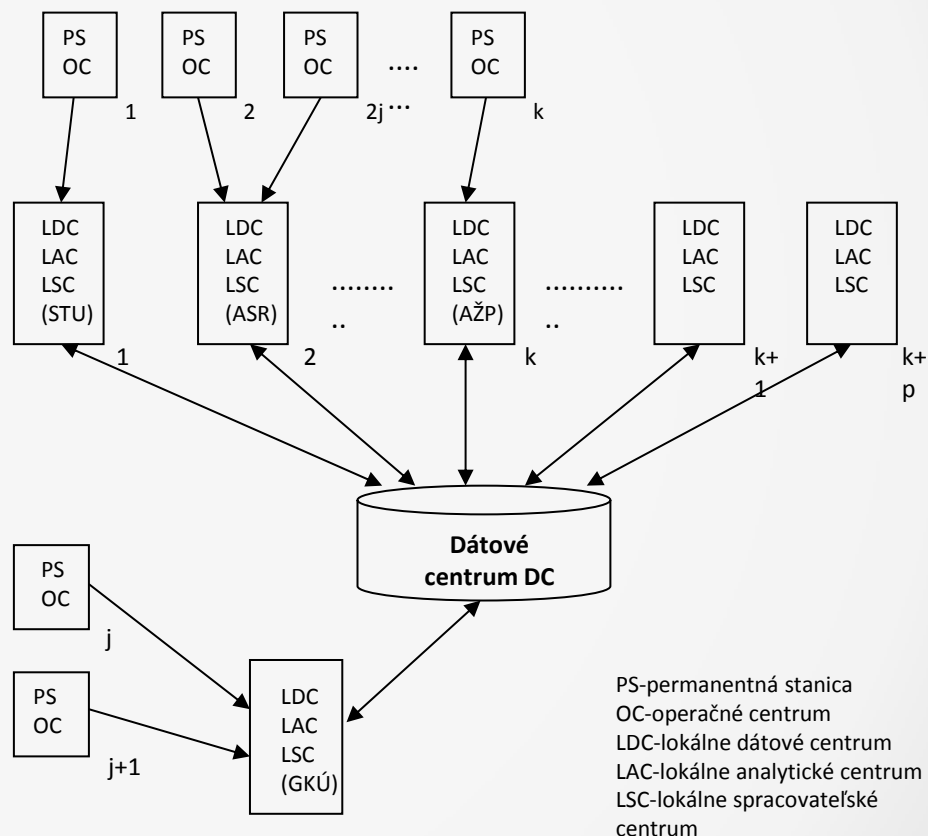 PS
OC
1
PS
OC
2
PS
OC
2j
....
...
PS
OC
k
LDC
LAC
LSC
(STU)
1
LDC
LAC
LSC
(ASR)
2
........
..
LDC
LAC
LSC
(AŽP)
k
..........
..
LDC
LAC
LSC
k+
1
LDC
LAC
LSC
k+
p
Dátové
centrum DC
PS
OC
j
PS
OC
j+1
LDC
LAC
LSC
(GKÚ)
PS-permanentná stanica
OC-operačné centrum
LDC-lokálne dátové centrum
LAC-lokálne analytické centrum
LSC-lokálne spracovateľské
centrum